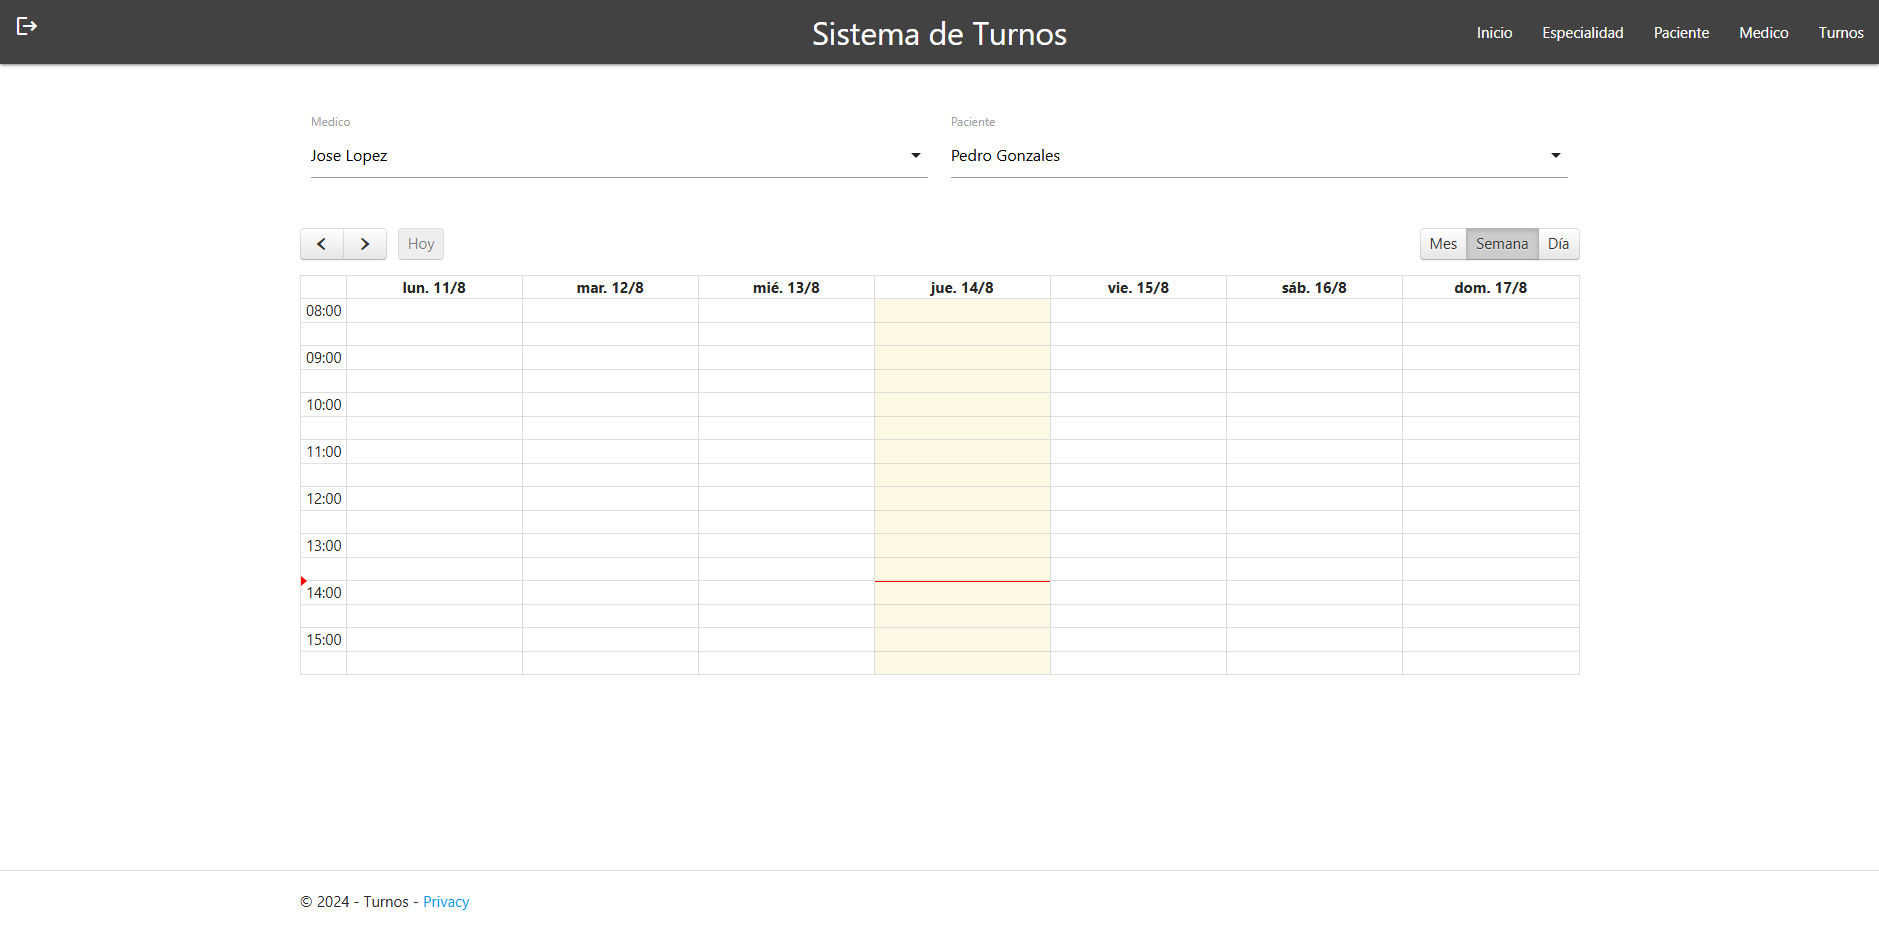 Sistema de Turnos
Inicio Especialidad Paciente Medico Turnos
Medico Paciente
Jose Lopez Pedro Gonzales
Hoy Mes Semana Día
lun. 11/8 mar. 12/8 mié. 13/8 jue. 14/8 vie. 15/8 sáb. 16/8 dom. 17/8
08:00
09:00
10:00
11:00
12:00
13:00
14:00
15:00
© 2024 - Turnos - Privacy